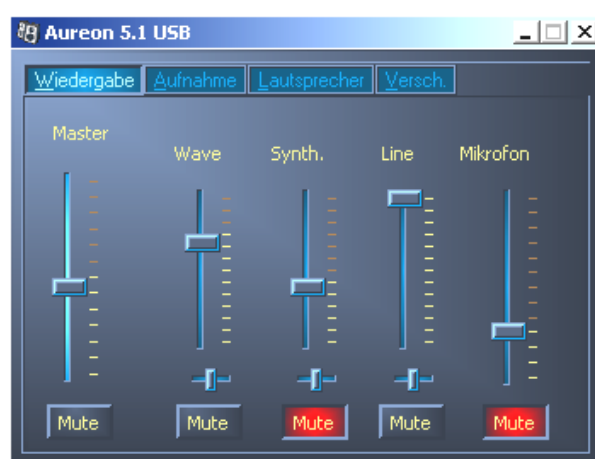 Aureon 5.1 USB
Wiedergabe Aufnahme Lautsprecher Versch.
Master
Wave Synth. Line Mikrofon
Mute Mute Mute Mute Mute